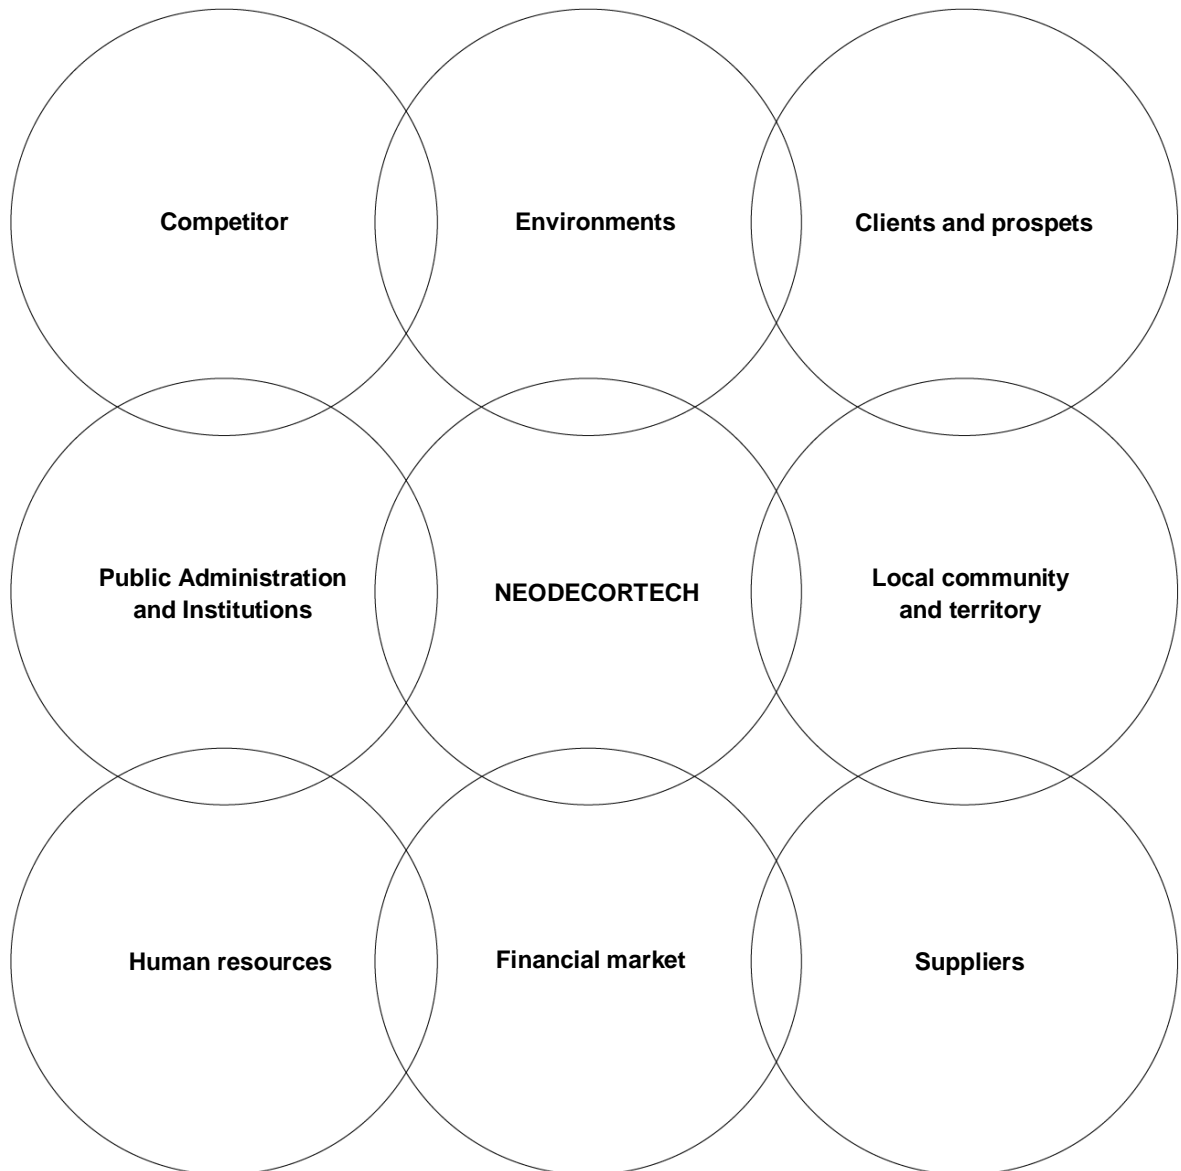 Competitor
Environments
Clients and prospets
Public Administration
and Institutions
NEODECORTECH
Local community
and territory
Human resources
Financial market
Suppliers